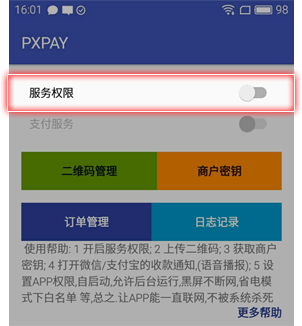 16:01 98
PXPAY
服务权限
支付服务
二维码管理 商户密钥
订单管理 日志记录
使用帮助: 1 开启服务权限; 2 上传二维码; 3 获取商户
密钥; 4 打开微信/支付宝的收款通知,(语音播报); 5 设
置APP权限,自启动,允许后台运行,黑屏不断网,省电模
式下白名单 等,总之.让APP能一直联网,不被系统杀死
更多帮助